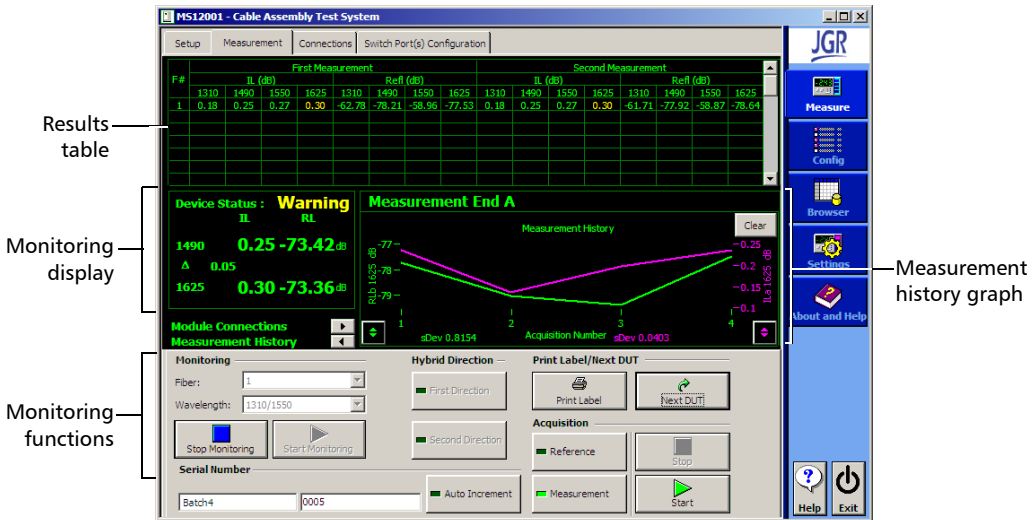 MS12001 - Cable Assembly Test System
Setup Measurement Connections Switch Port(s) Configuration
JGR
First Measurement Second Measurement
F# IL (dB) Refl (dB) IL (dB) Refl (dB)
1310 1490 1550 1625 1310 1490 1550 1625 1310 1490 1550 1625 1310 1490 1550 1625
1 0.18 0.25 0.27 0.30 -62.78 -78.21 -58.96 -77.53 0.18 0.25 0.27 0.30 -61.71 -77.92 -58.87 -78.64
Measure
Config
Browser
Settings
About and Help
Help
Exit
Results table
Monitoring display
Monitoring functions
Measurement history graph
Device Status : Warning
IL RL
1490 0.25 -73.42 dB
Δ 0.05
1625 0.30 -73.36 dB
Module Connections
Measurement History
Measurement End A
Measurement History
Clear
RLb 1625 dB
-77
-78
-79
-0.25
-0.2
-0.15
-0.1
ILa 1625 dB
1 2 3 4
sDev 0.8154 Acquisition Number sDev 0.0403
Monitoring
Fiber: 1
Wavelength: 1310/1550
Stop Monitoring
Start Monitoring
Hybrid Direction
First Direction
Second Direction
Print Label/Next DUT
Print Label
Next DUT
Acquisition
Reference
Stop
Measurement
Start
Serial Number
Batch4
0005
Auto Increment